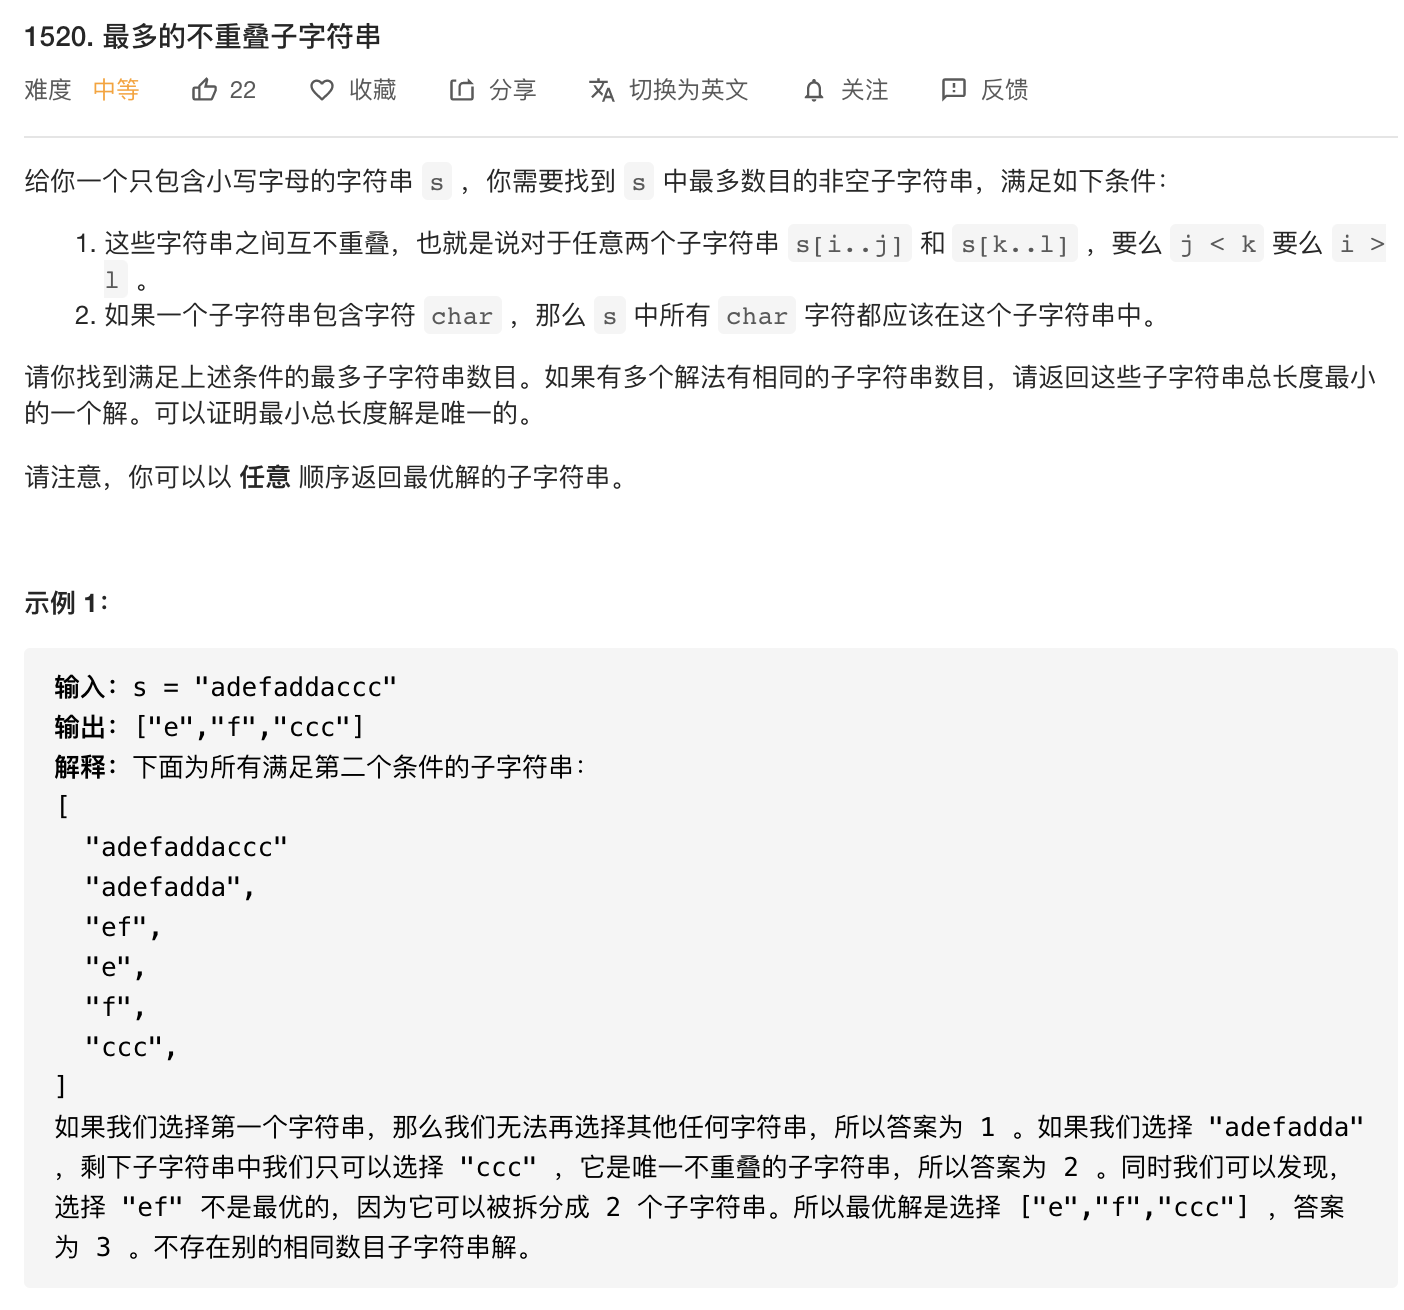 1520. 最多的不重叠子字符串
难度 中等 22 收藏 分享 切换为英文 关注 反馈
给你一个只包含小写字母的字符串 s ，你需要找到 s 中最多数目的非空子字符串，满足如下条件：
1. 这些字符串之间互不重叠，也就是说对于任意两个子字符串 s[i..j] 和 s[k..l] ，要么 j < k 要么 i >
l 。
2. 如果一个子字符串包含字符 char ，那么 s 中所有 char 字符都应该在这个子字符串中。
请你找到满足上述条件的最多子字符串数目。如果有多个解法有相同的子字符串数目，请返回这些子字符串总长度最小
的一个解。可以证明最小总长度解是唯一的。
请注意，你可以以 任意 顺序返回最优解的子字符串。
示例 1：
输入：s = "adefaddaccc"
输出：["e","f","ccc"]
解释：下面为所有满足第二个条件的子字符串：
[
"adefaddaccc"
"adefadda",
"ef",
"e",
"f",
"ccc",
]
如果我们选择第一个字符串，那么我们无法再选择其他任何字符串，所以答案为 1 。如果我们选择 "adefadda"
，剩下子字符串中我们只可以选择 "ccc" ，它是唯一不重叠的子字符串，所以答案为 2 。同时我们可以发现，
选择 "ef" 不是最优的，因为它可以被拆分成 2 个子字符串。所以最优解是选择 ["e","f","ccc"] ，答案
为 3 。不存在别的相同数目子字符串解。